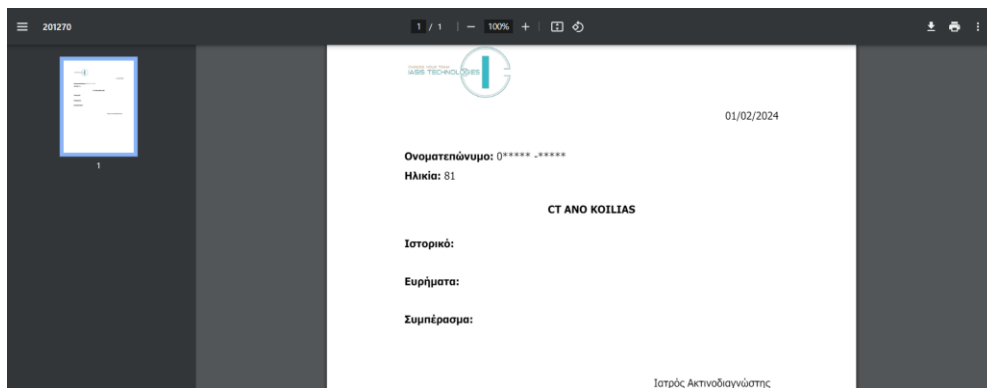 201270
1 / 1
100%
IASIS TECHNOLOGIES
01/02/2024
Ονοματεπώνυμο: 0***** -*****
Ηλικία: 81
CT ANO KOILIAS
Ιστορικό:
Ευρήματα:
Συμπέρασμα:
Ιατρός Ακτινοδιαγνώστης
1